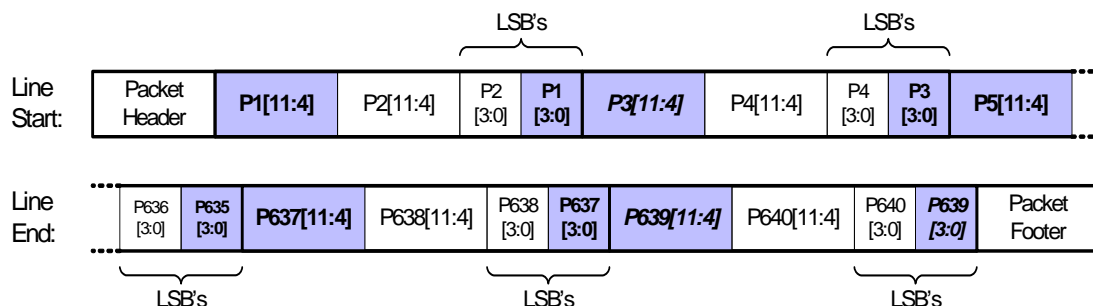 LSB's LSB's
Line Start: Packet Header P1[11:4] P2[11:4] P2 [3:0] P1 [3:0] P3[11:4] P4[11:4] P4 [3:0] P3 [3:0] P5[11:4]
Line End: P636 [3:0] P635 [3:0] P637[11:4] P638[11:4] P638 [3:0] P637 [3:0] P639[11:4] P640[11:4] P640 [3:0] P639 [3:0] Packet Footer
LSB's LSB's LSB's